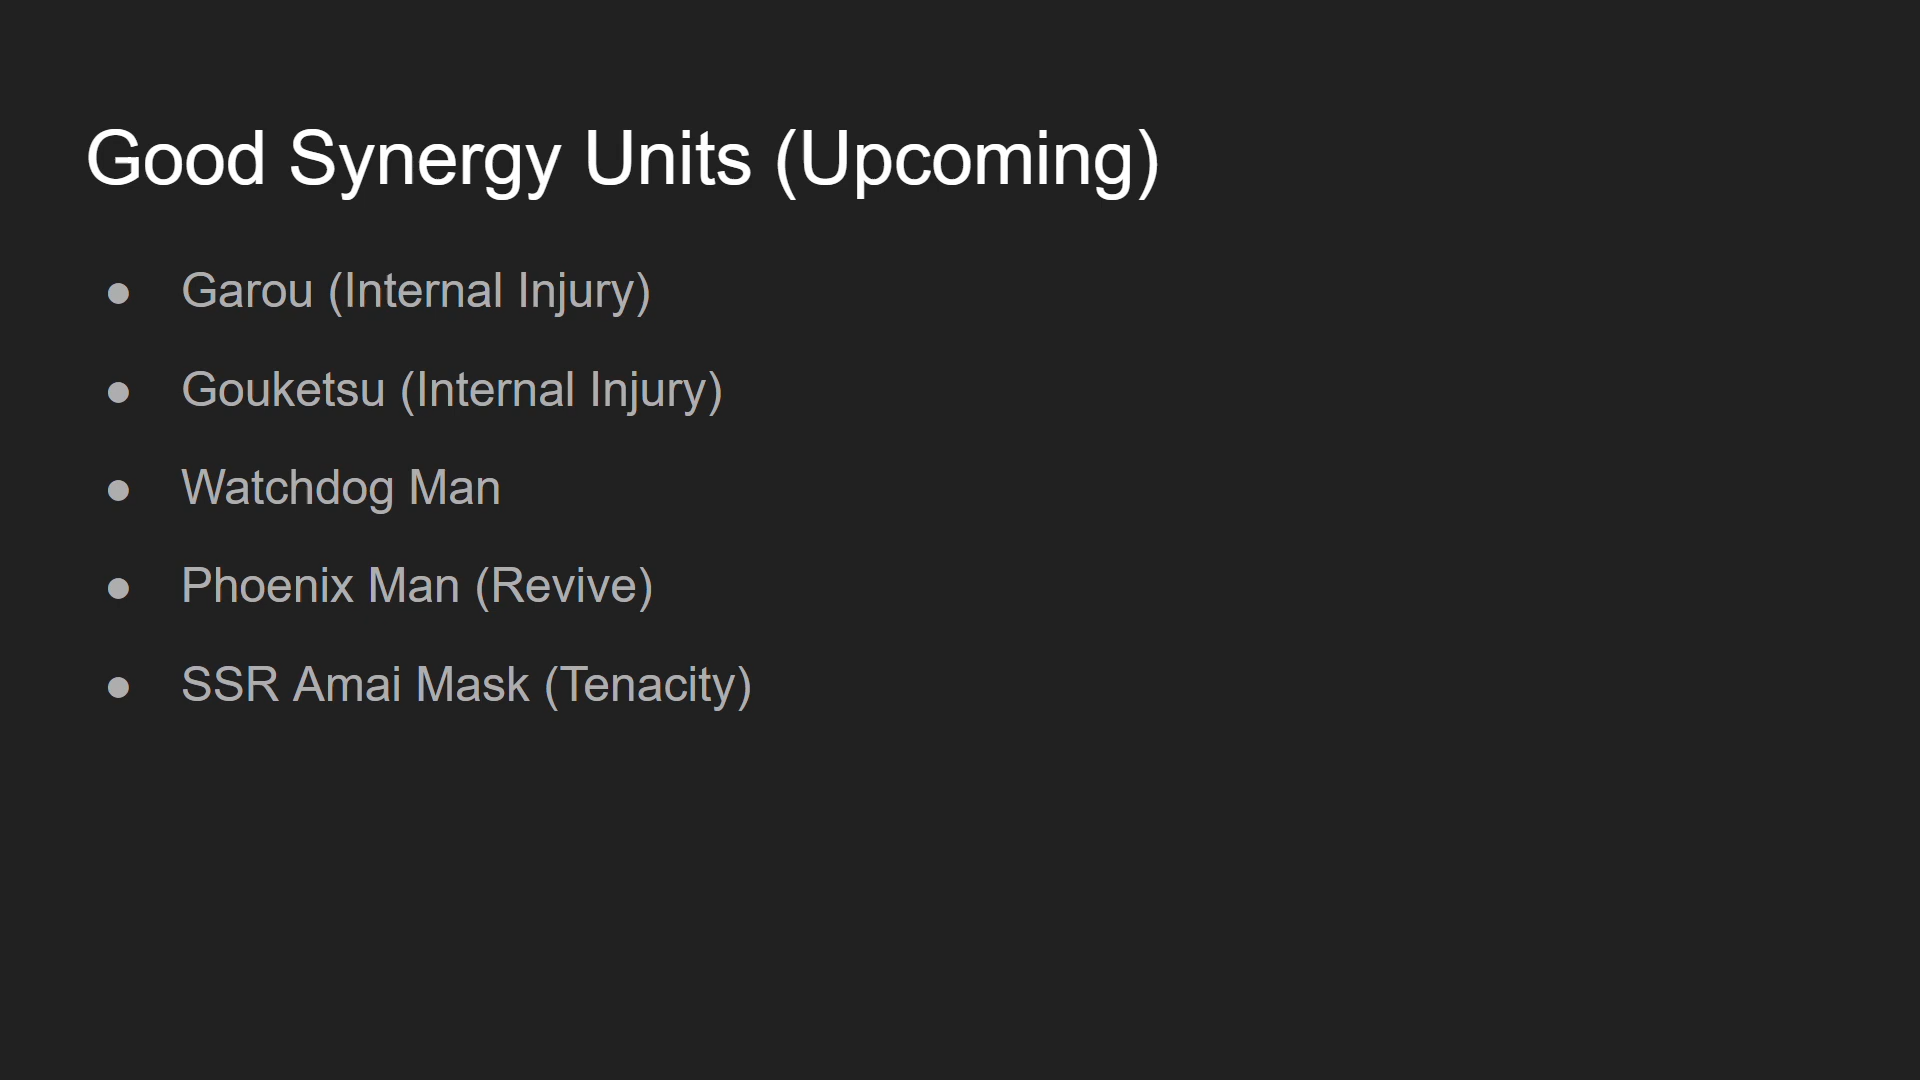 Good Synergy Units (Upcoming)
● Garou (Internal Injury)
● Gouketsu (Internal Injury)
● Watchdog Man
● Phoenix Man (Revive)
● SSR Amai Mask (Tenacity)